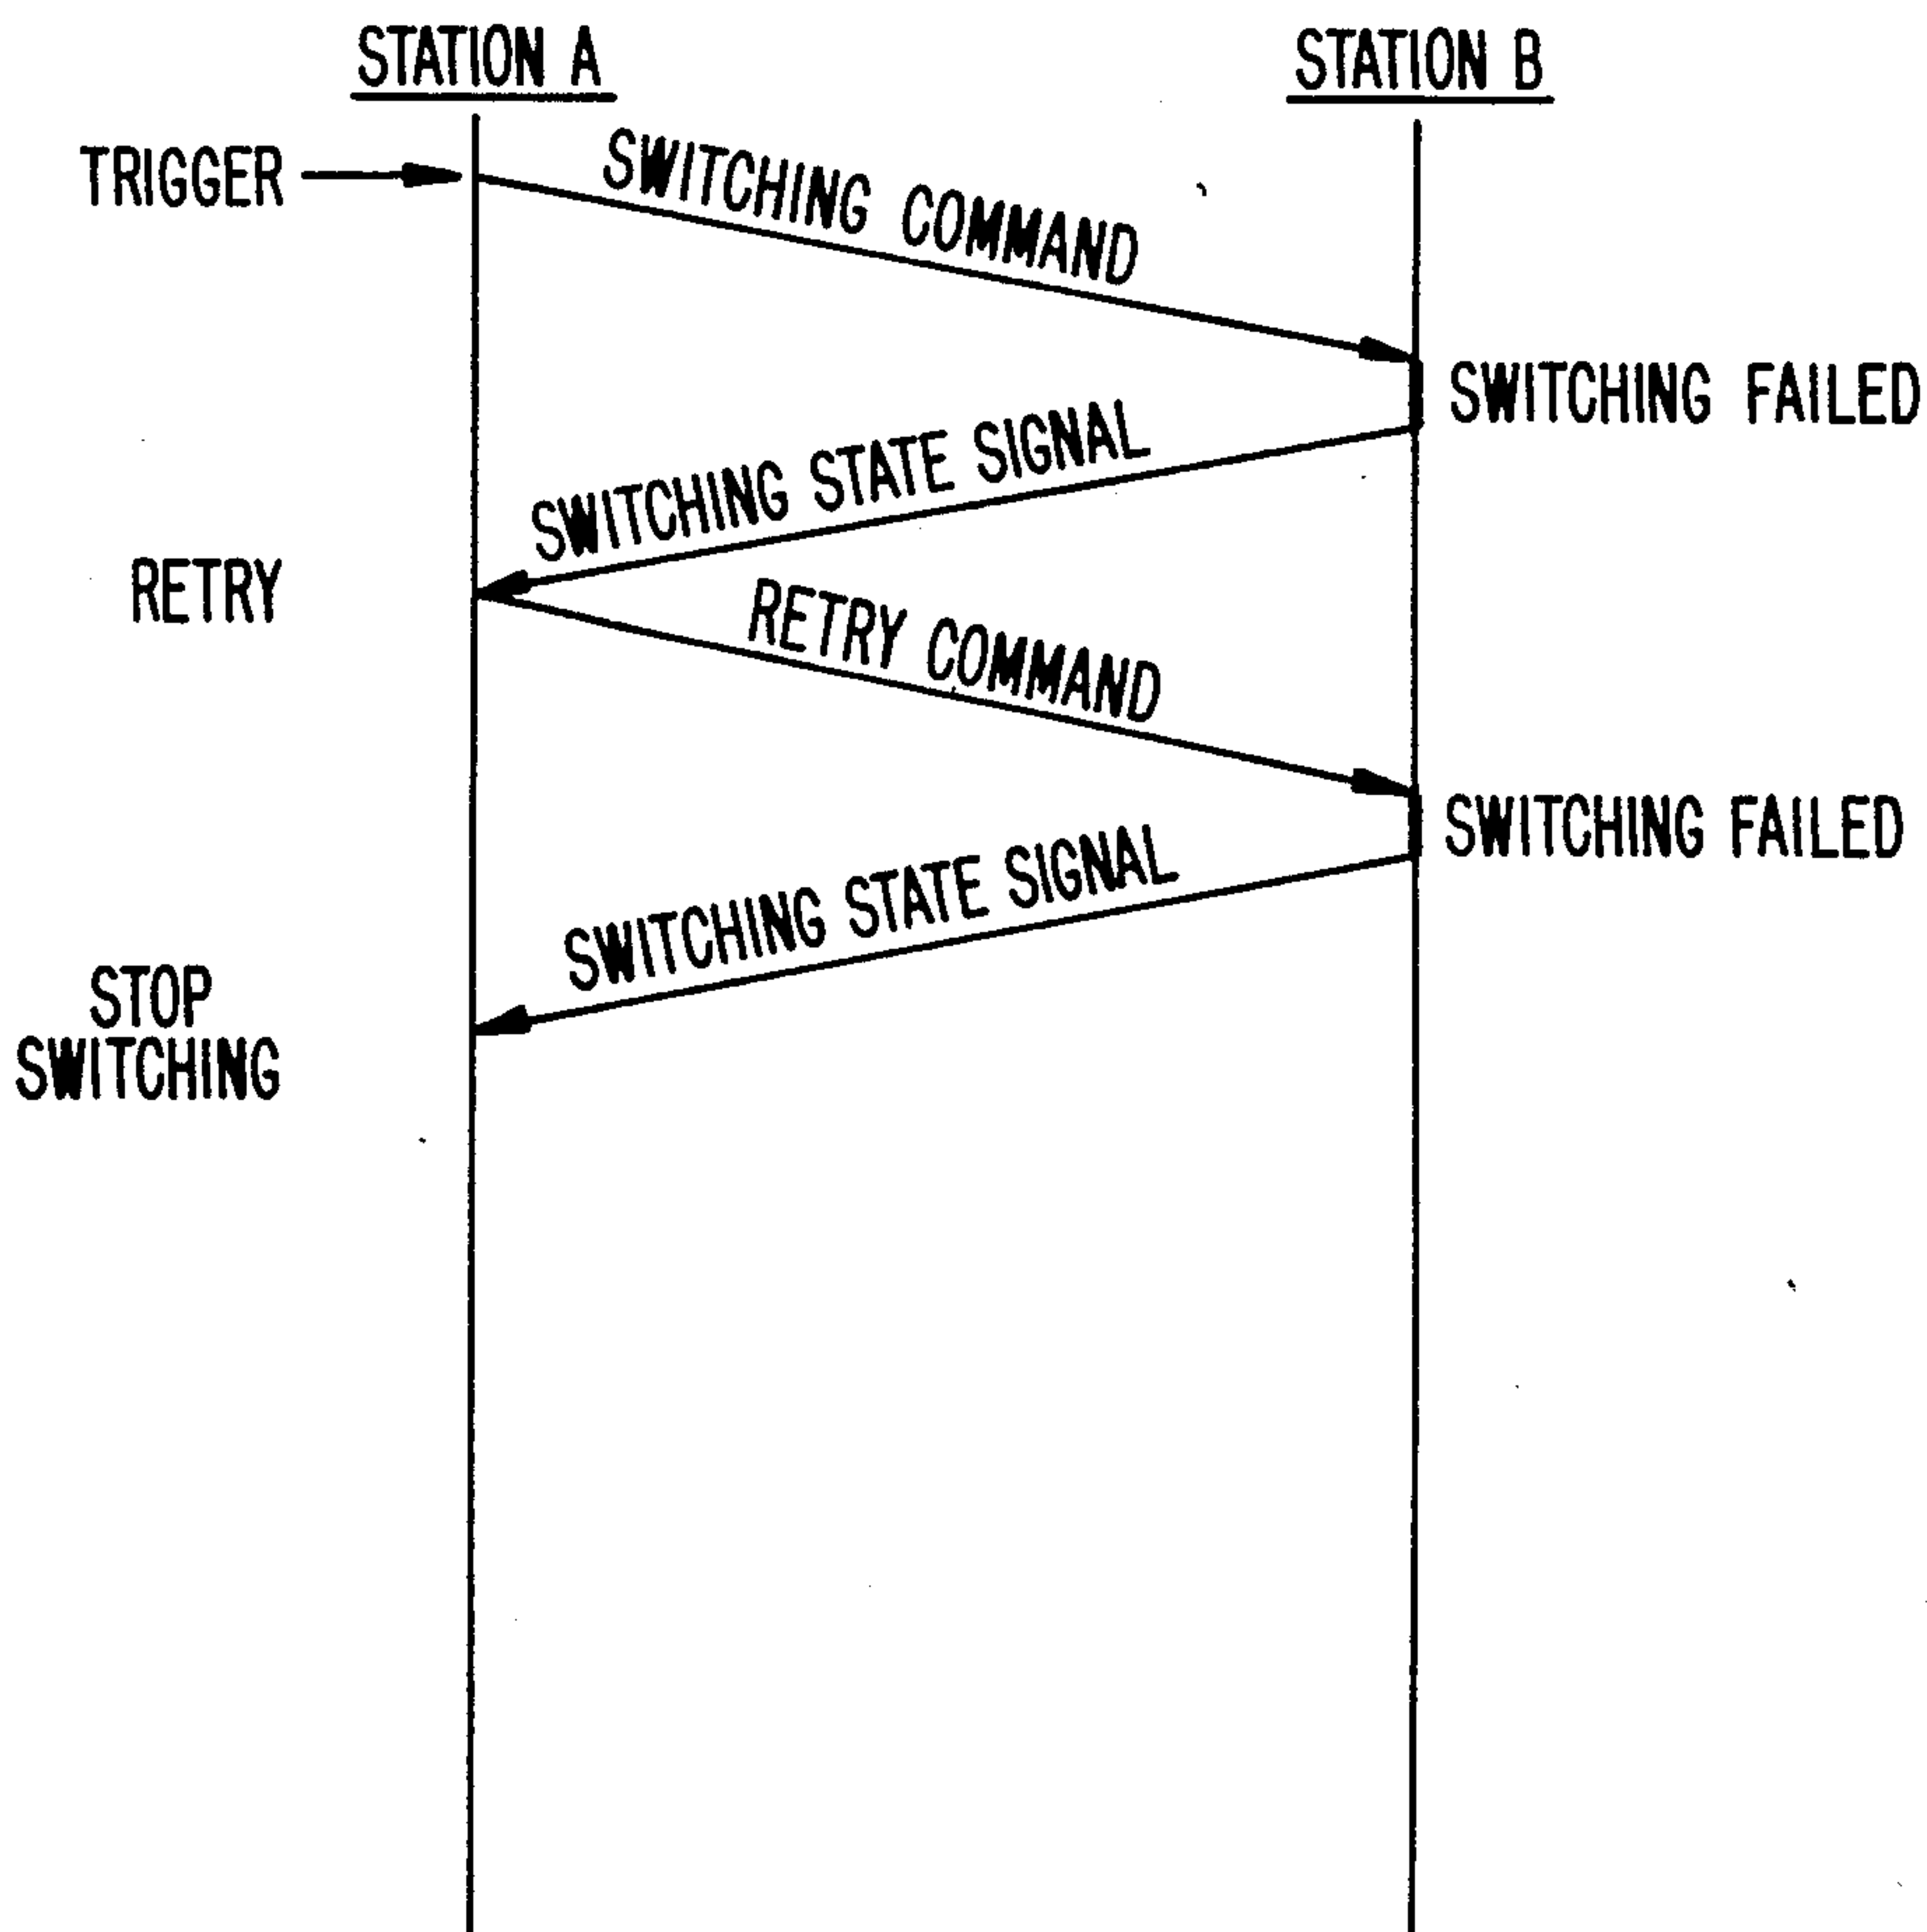 STATION A
STATION B
TRIGGER
SWITCHING COMMAND
SWITCHING FAILED
SWITCHING STATE SIGNAL
RETRY
RETRY COMMAND
SWITCHING FAILED
SWITCHING STATE SIGNAL
STOP
SWITCHING